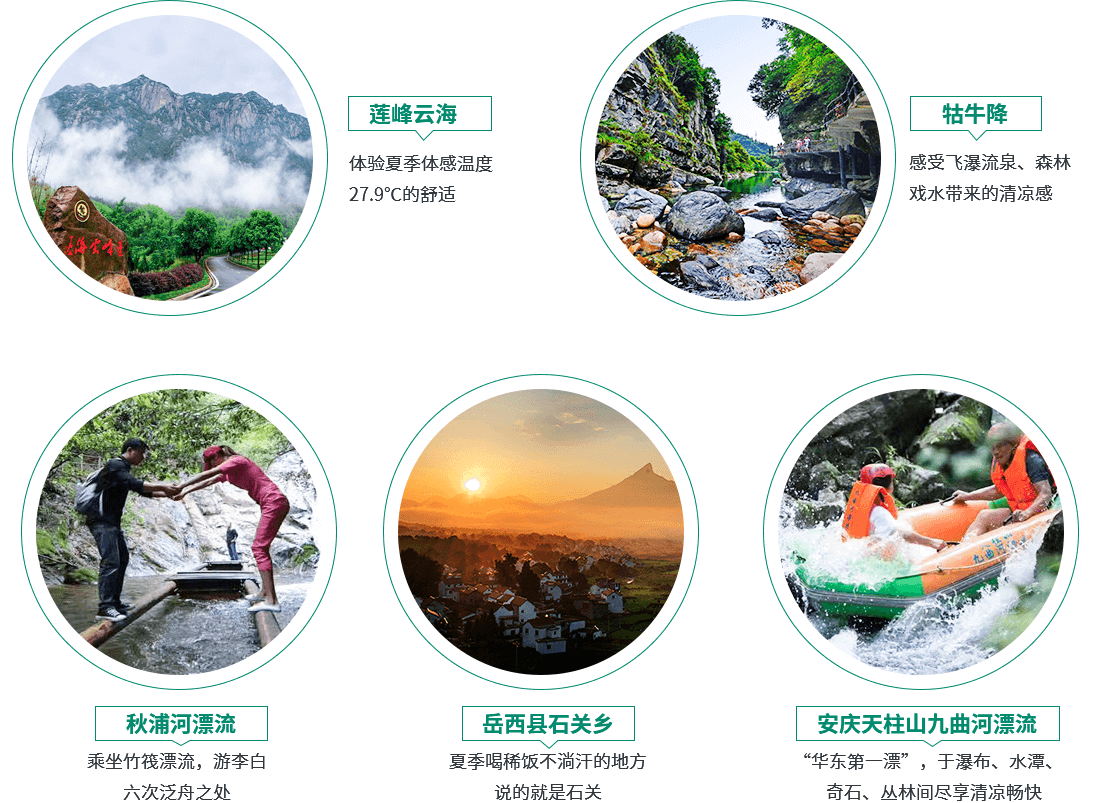 莲峰云海
体验夏季体感温度
27.9℃的舒适
牯牛降
感受飞瀑流泉、森林
戏水带来的清凉感
秋浦河漂流
乘坐竹筏漂流，游李白
六次泛舟之处
岳西县石关乡
夏季喝稀饭不淌汗的地方
说的就是石关
九曲河
安庆天柱山九曲河漂流
“华东第一漂”，于瀑布、水潭、
奇石、丛林间尽享清凉畅快